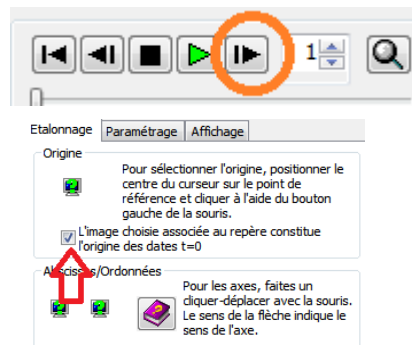 1
Etalonnage Paramétrage Affichage
Origine
Pour sélectionner l'origine, positionner le
centre du curseur sur le point de
référence et cliquer à l'aide du bouton
gauche de la souris.
L'image choisie associée au repère constitue
l'origine des dates t=0
Abscisses/Ordonnées
Pour les axes, faites un
cliquer-déplacer avec la souris.
Le sens de la flèche indique le
sens de l'axe.